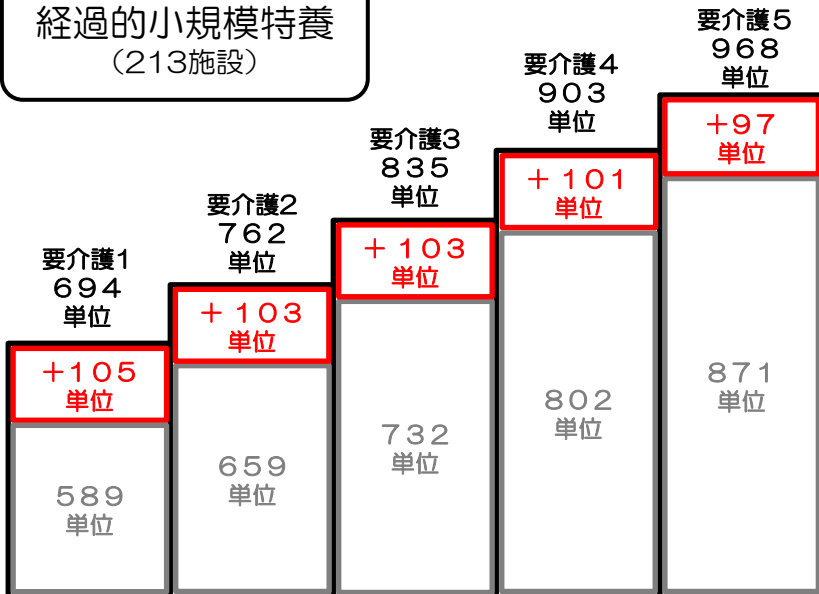 経過的小規模特養
（213施設）
要介護1
６９４
単位
＋１０５
単位
５８９
単位
要介護2
７６２
単位
＋１０３
単位
６５９
単位
要介護3
８３５
単位
＋１０３
単位
７３２
単位
要介護４
９０３
単位
＋１０１
単位
８０２
単位
要介護５
９６８
単位
＋９７
単位
８７１
単位